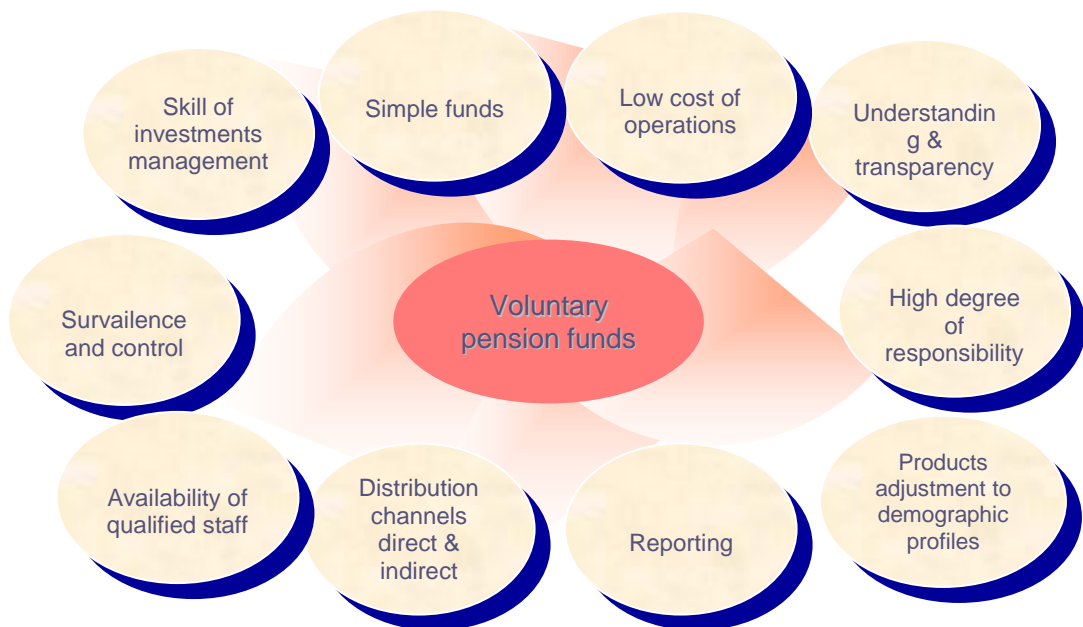 Skill of
investments
management
Simple funds
Low cost of
operations
Understandin
g &
transparency
Survailence
and control
Voluntary
pension funds
High degree
of
responsibility
Availability of
qualified staff
Distribution
channels
direct &
indirect
Reporting
Products
adjustment to
demographic
profiles